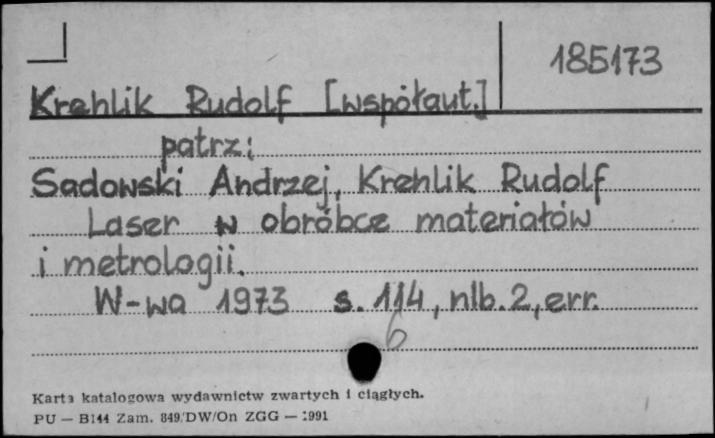 185173
Krehlik Rudolf [współaut.]
patrz:
Sadowski Andrzej, Krehlik Rudolf
Laser w obróbce materiałów
i metrologii.
W-wa 1973 s. 114, nlb. 2, err.
6
Karta katalogowa wydawnictw zwartych i ciągłych.
PU — B144 Zam. 849/DW/On ZGG — 1991